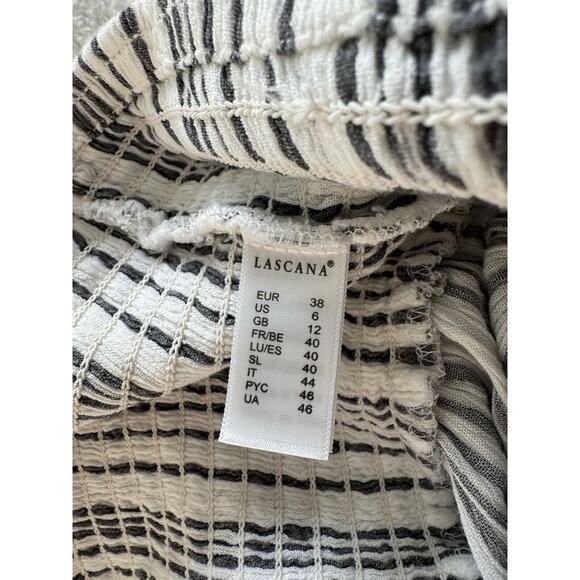 LASCANA®
EUR 38
US 6
GB 12
FR/BE 40
LU/ES 40
SL 40
IT 44
PYC 46
UA 46